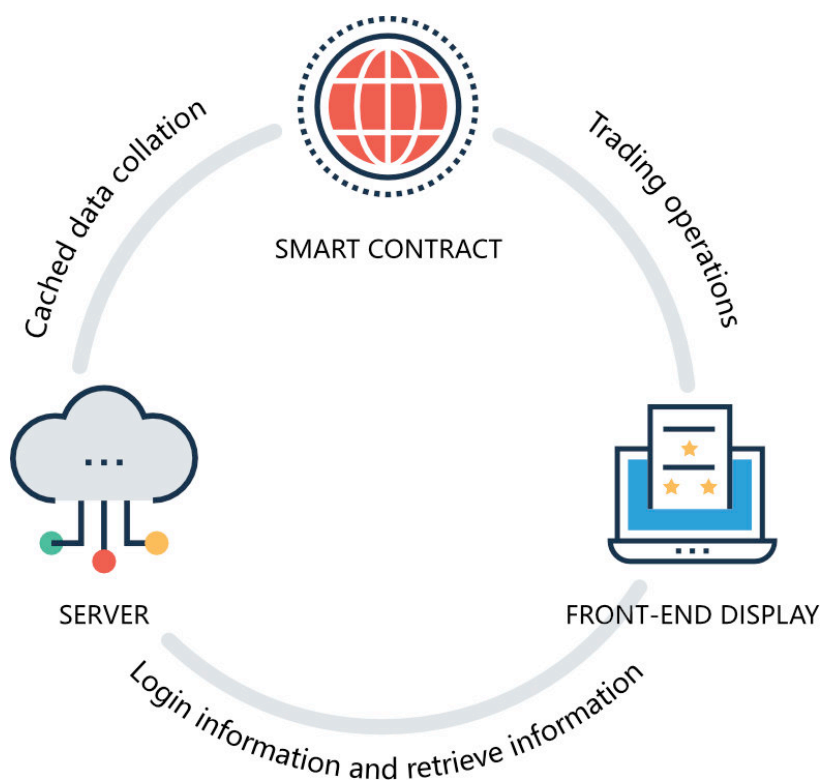 Cached data collation
Trading operations
SMART CONTRACT
SERVER
FRONT-END DISPLAY
Login information and retrieve information